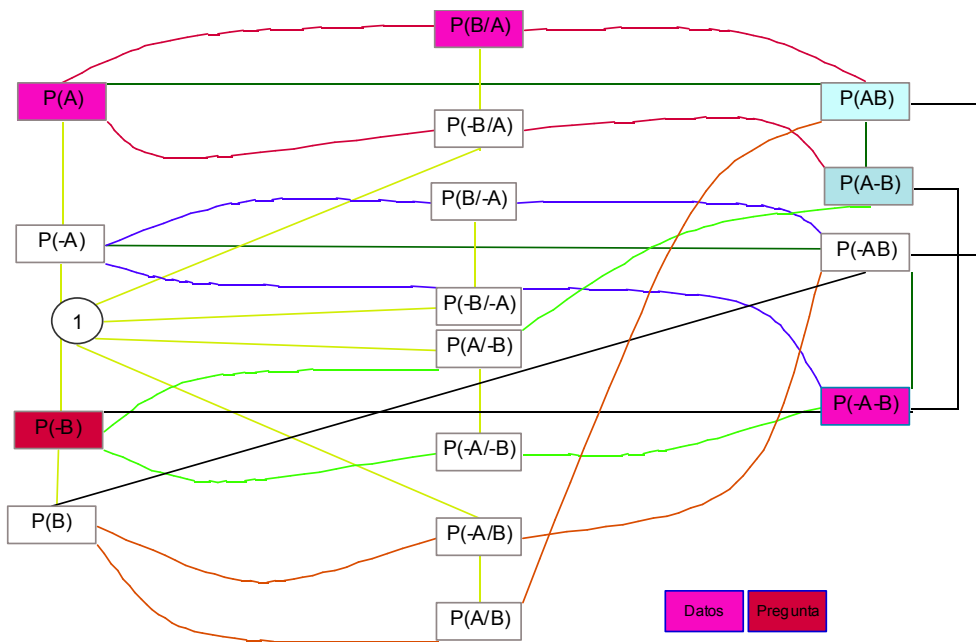 P(B/A)
P(A)
P(AB)
P(-B/A)
P(A-B)
P(B/-A)
P(-A)
P(-AB)
P(-B/-A)
1
P(A/-B)
P(-A-B)
P(-B)
P(-A/-B)
P(B)
P(-A/B)
P(A/B)
Datos
Pregunta